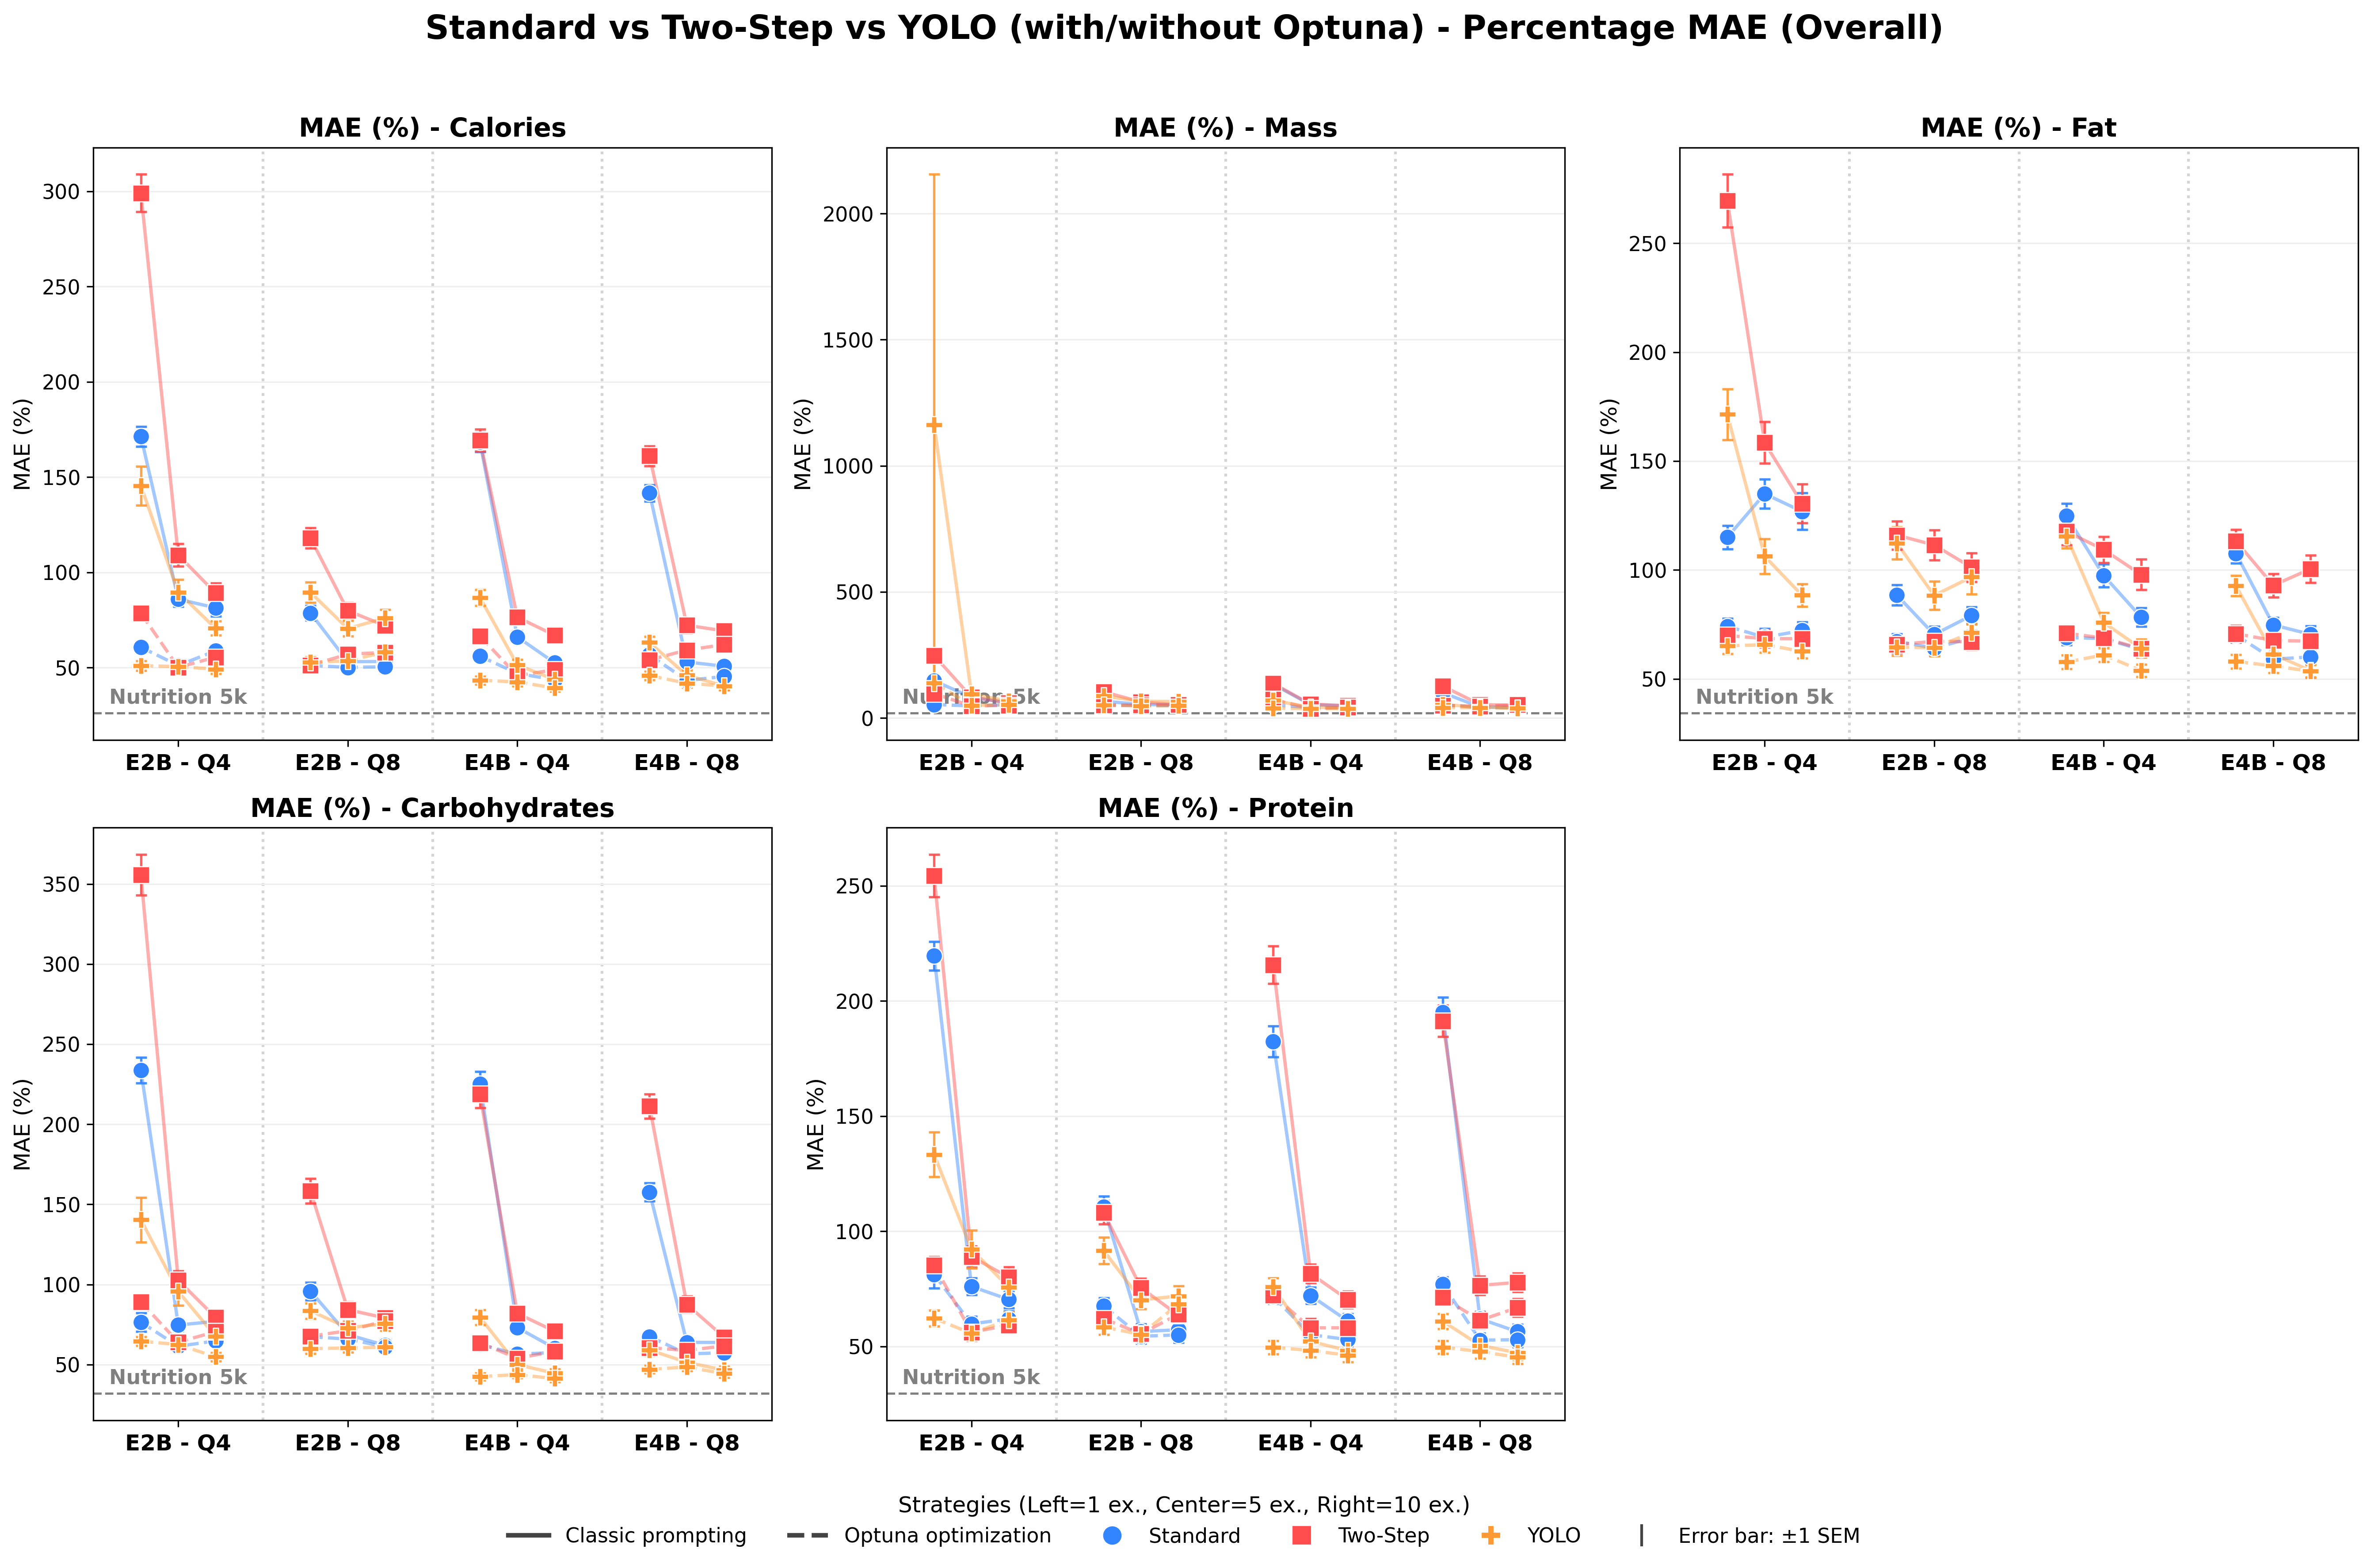 Standard vs Two-Step vs YOLO (with/without Optuna) - Percentage MAE (Overall)
MAE (%) - Calories
MAE (%)
300
250
200
150
100
50
Nutrition 5k
E2B - Q4
E2B - Q8
E4B - Q4
E4B - Q8
MAE (%) - Mass
MAE (%)
2000
1500
1000
500
0
Nutrition 5k
E2B - Q4
E2B - Q8
E4B - Q4
E4B - Q8
MAE (%) - Fat
MAE (%)
250
200
150
100
50
Nutrition 5k
E2B - Q4
E2B - Q8
E4B - Q4
E4B - Q8
MAE (%) - Carbohydrates
MAE (%)
350
300
250
200
150
100
50
Nutrition 5k
E2B - Q4
E2B - Q8
E4B - Q4
E4B - Q8
MAE (%) - Protein
MAE (%)
250
200
150
100
50
Nutrition 5k
E2B - Q4
E2B - Q8
E4B - Q4
E4B - Q8
Strategies (Left=1 ex., Center=5 ex., Right=10 ex.)
Classic prompting
Optuna optimization
Standard
Two-Step
YOLO
Error bar: ±1 SEM